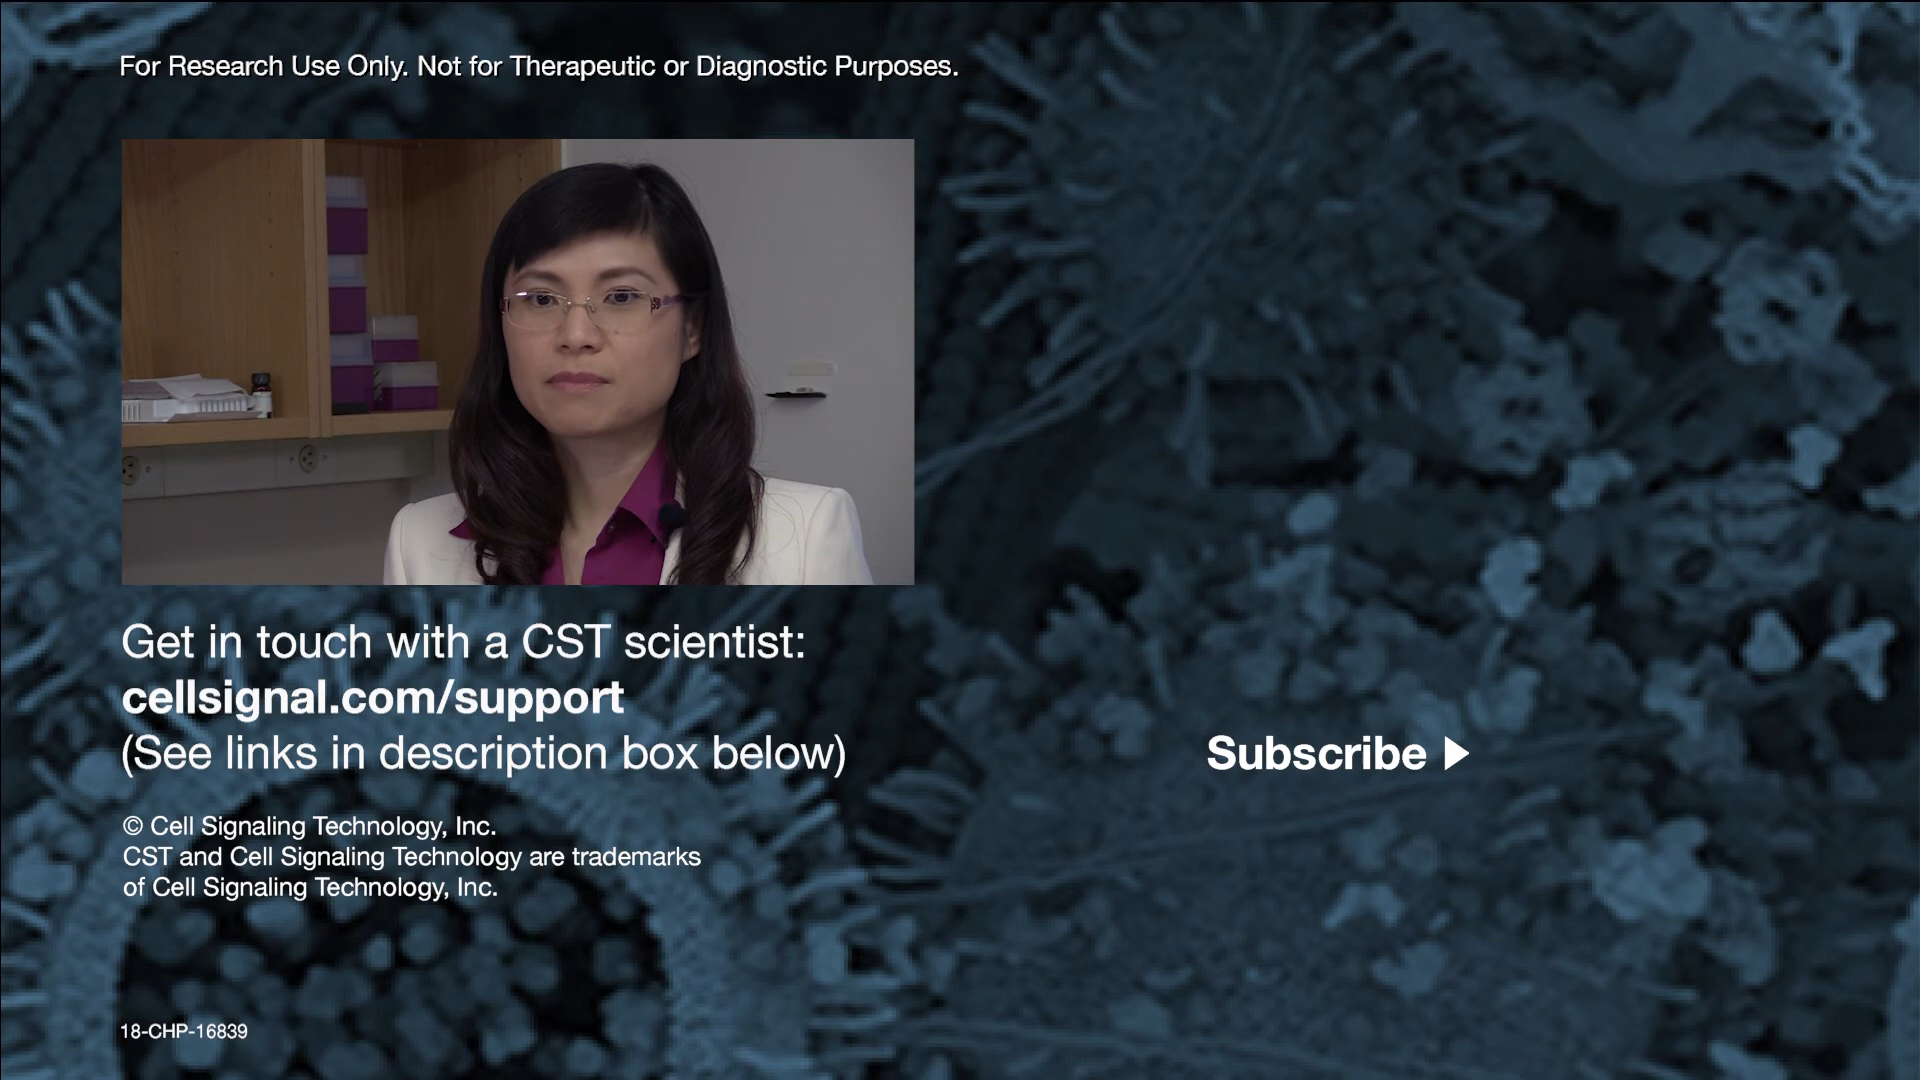 For Research Use Only. Not for Therapeutic or Diagnostic Purposes.
Get in touch with a CST scientist:
cellsignal.com/support
(See links in description box below)
Subscribe
© Cell Signaling Technology, Inc.
CST and Cell Signaling Technology are trademarks
of Cell Signaling Technology, Inc.
18-CHP-16839